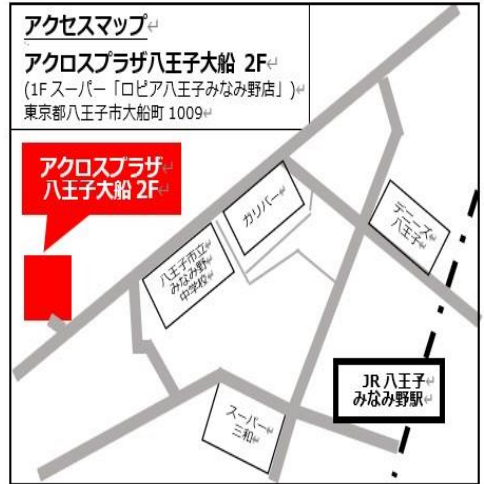 アクセスマップ
アクロスプラザ八王子大船 2F
(1F スーパー「ロピア八王子みなみ野店」)
東京都八王子市大船町 1009
アクロスプラザ
八王子大船 2F
ガリバー
デニーズ
八王子
八王子市立
みなみ野
中学校
JR 八王子
みなみ野駅
スーパー
三和